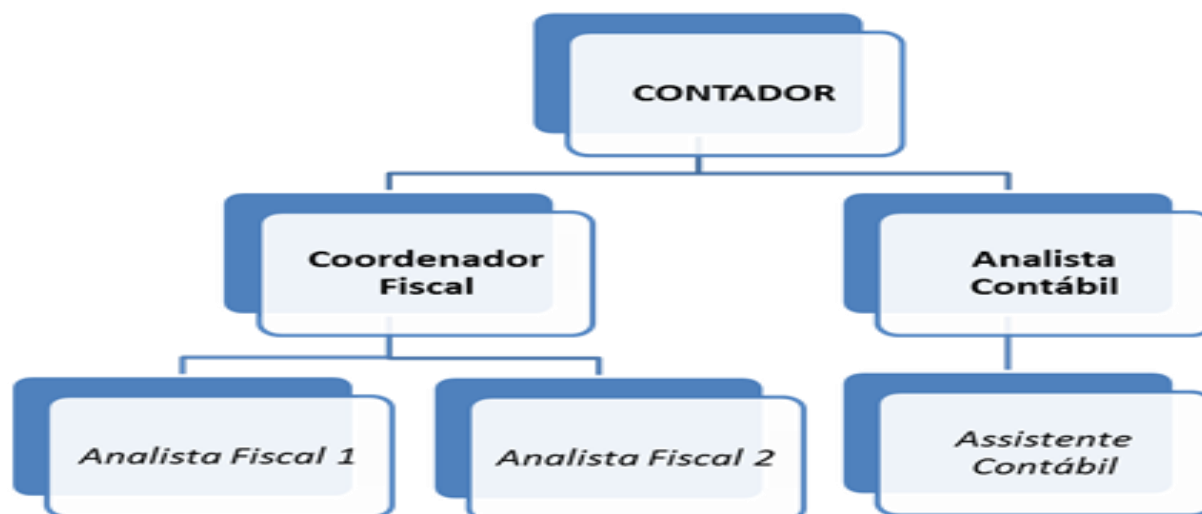 CONTADOR
Coordenador
Fiscal
Analista
Contábil
Analista Fiscal 1
Analista Fiscal 2
Assistente
Contábil